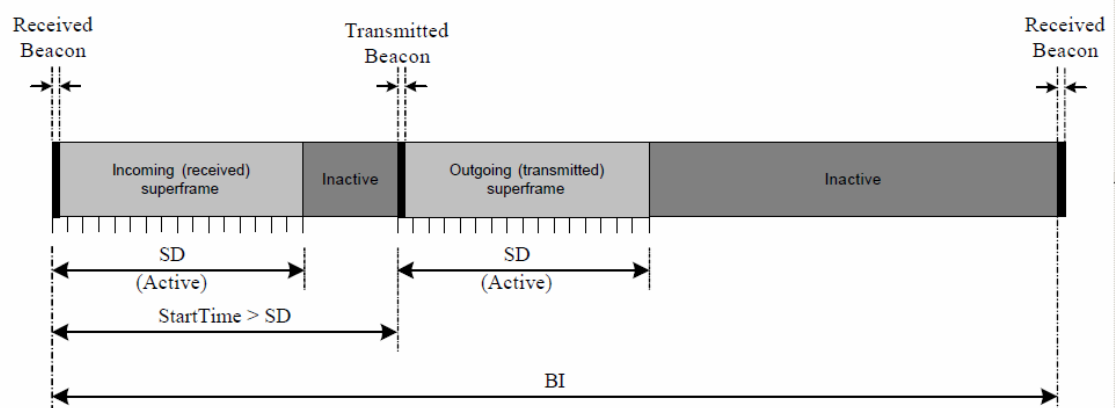 Received
Beacon
Transmitted
Beacon
Received
Beacon
Incoming (received)
superframe
Inactive
Outgoing (transmitted)
superframe
Inactive
SD
(Active)
SD
(Active)
StartTime > SD
BI